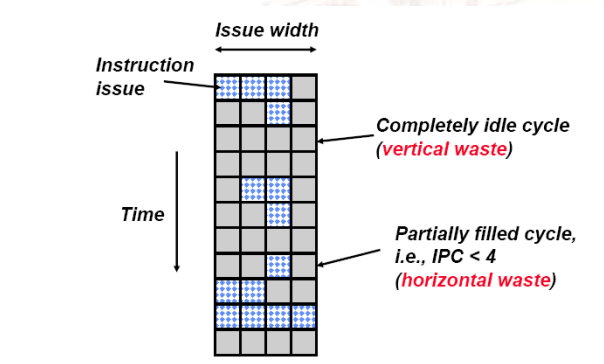 Issue width
Instruction
issue
Completely idle cycle
(vertical waste)
Time
Partially filled cycle,
i.e., IPC < 4
(horizontal waste)